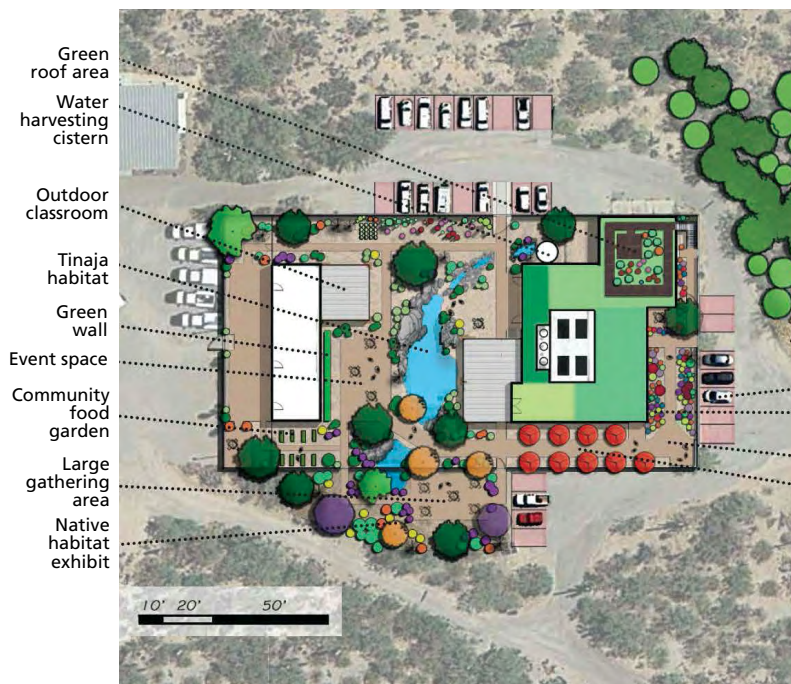 Green
roof area
Water
harvesting
cistern
Outdoor
classroom
Tinaja
habitat
Green
wall
Event space
Community
food
garden
Large
gathering
area
Native
habitat
exhibit
10' 20' 50'